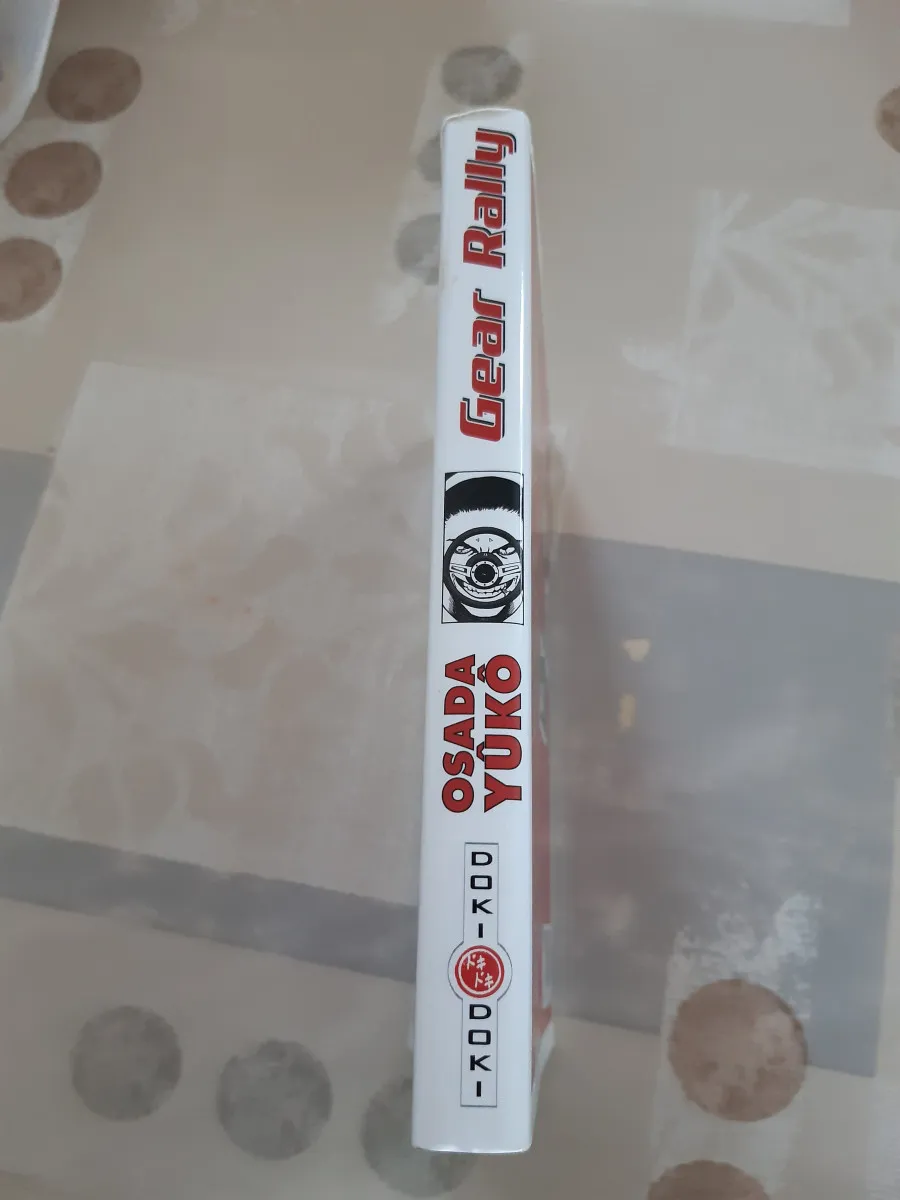 Gear Rally
OSADA
YÛKÔ
DOKI
ドキ
ドキ
DOKI